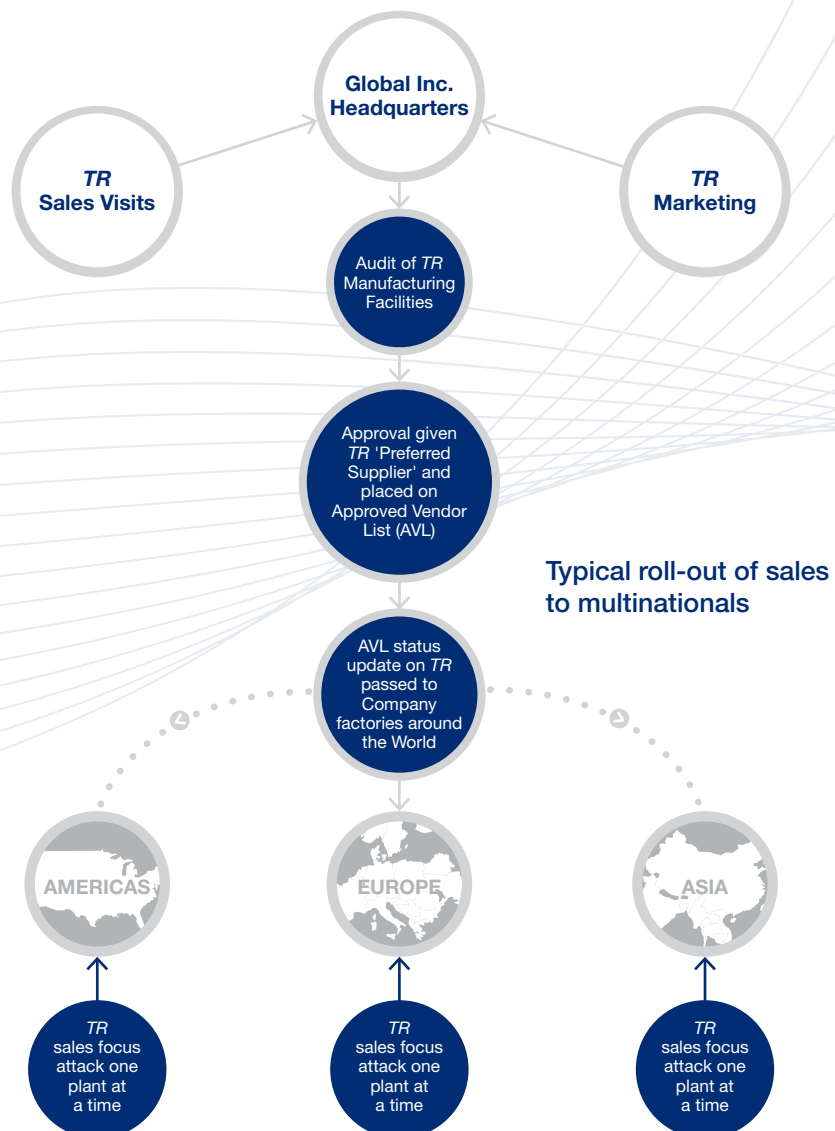 Global Inc.
Headquarters
TR
Sales Visits
TR
Marketing
Audit of TR
Manufacturing
Facilities
Approval given
TR 'Preferred
Supplier' and
placed on
Approved Vendor
List (AVL)
Typical roll-out of sales
to multinationals
AVL status
update on TR
passed to
Company
factories around
the World
AMERICAS
EUROPE
ASIA
TR
sales focus
attack one
plant at
a time
TR
sales focus
attack one
plant at
a time
TR
sales focus
attack one
plant at
a time